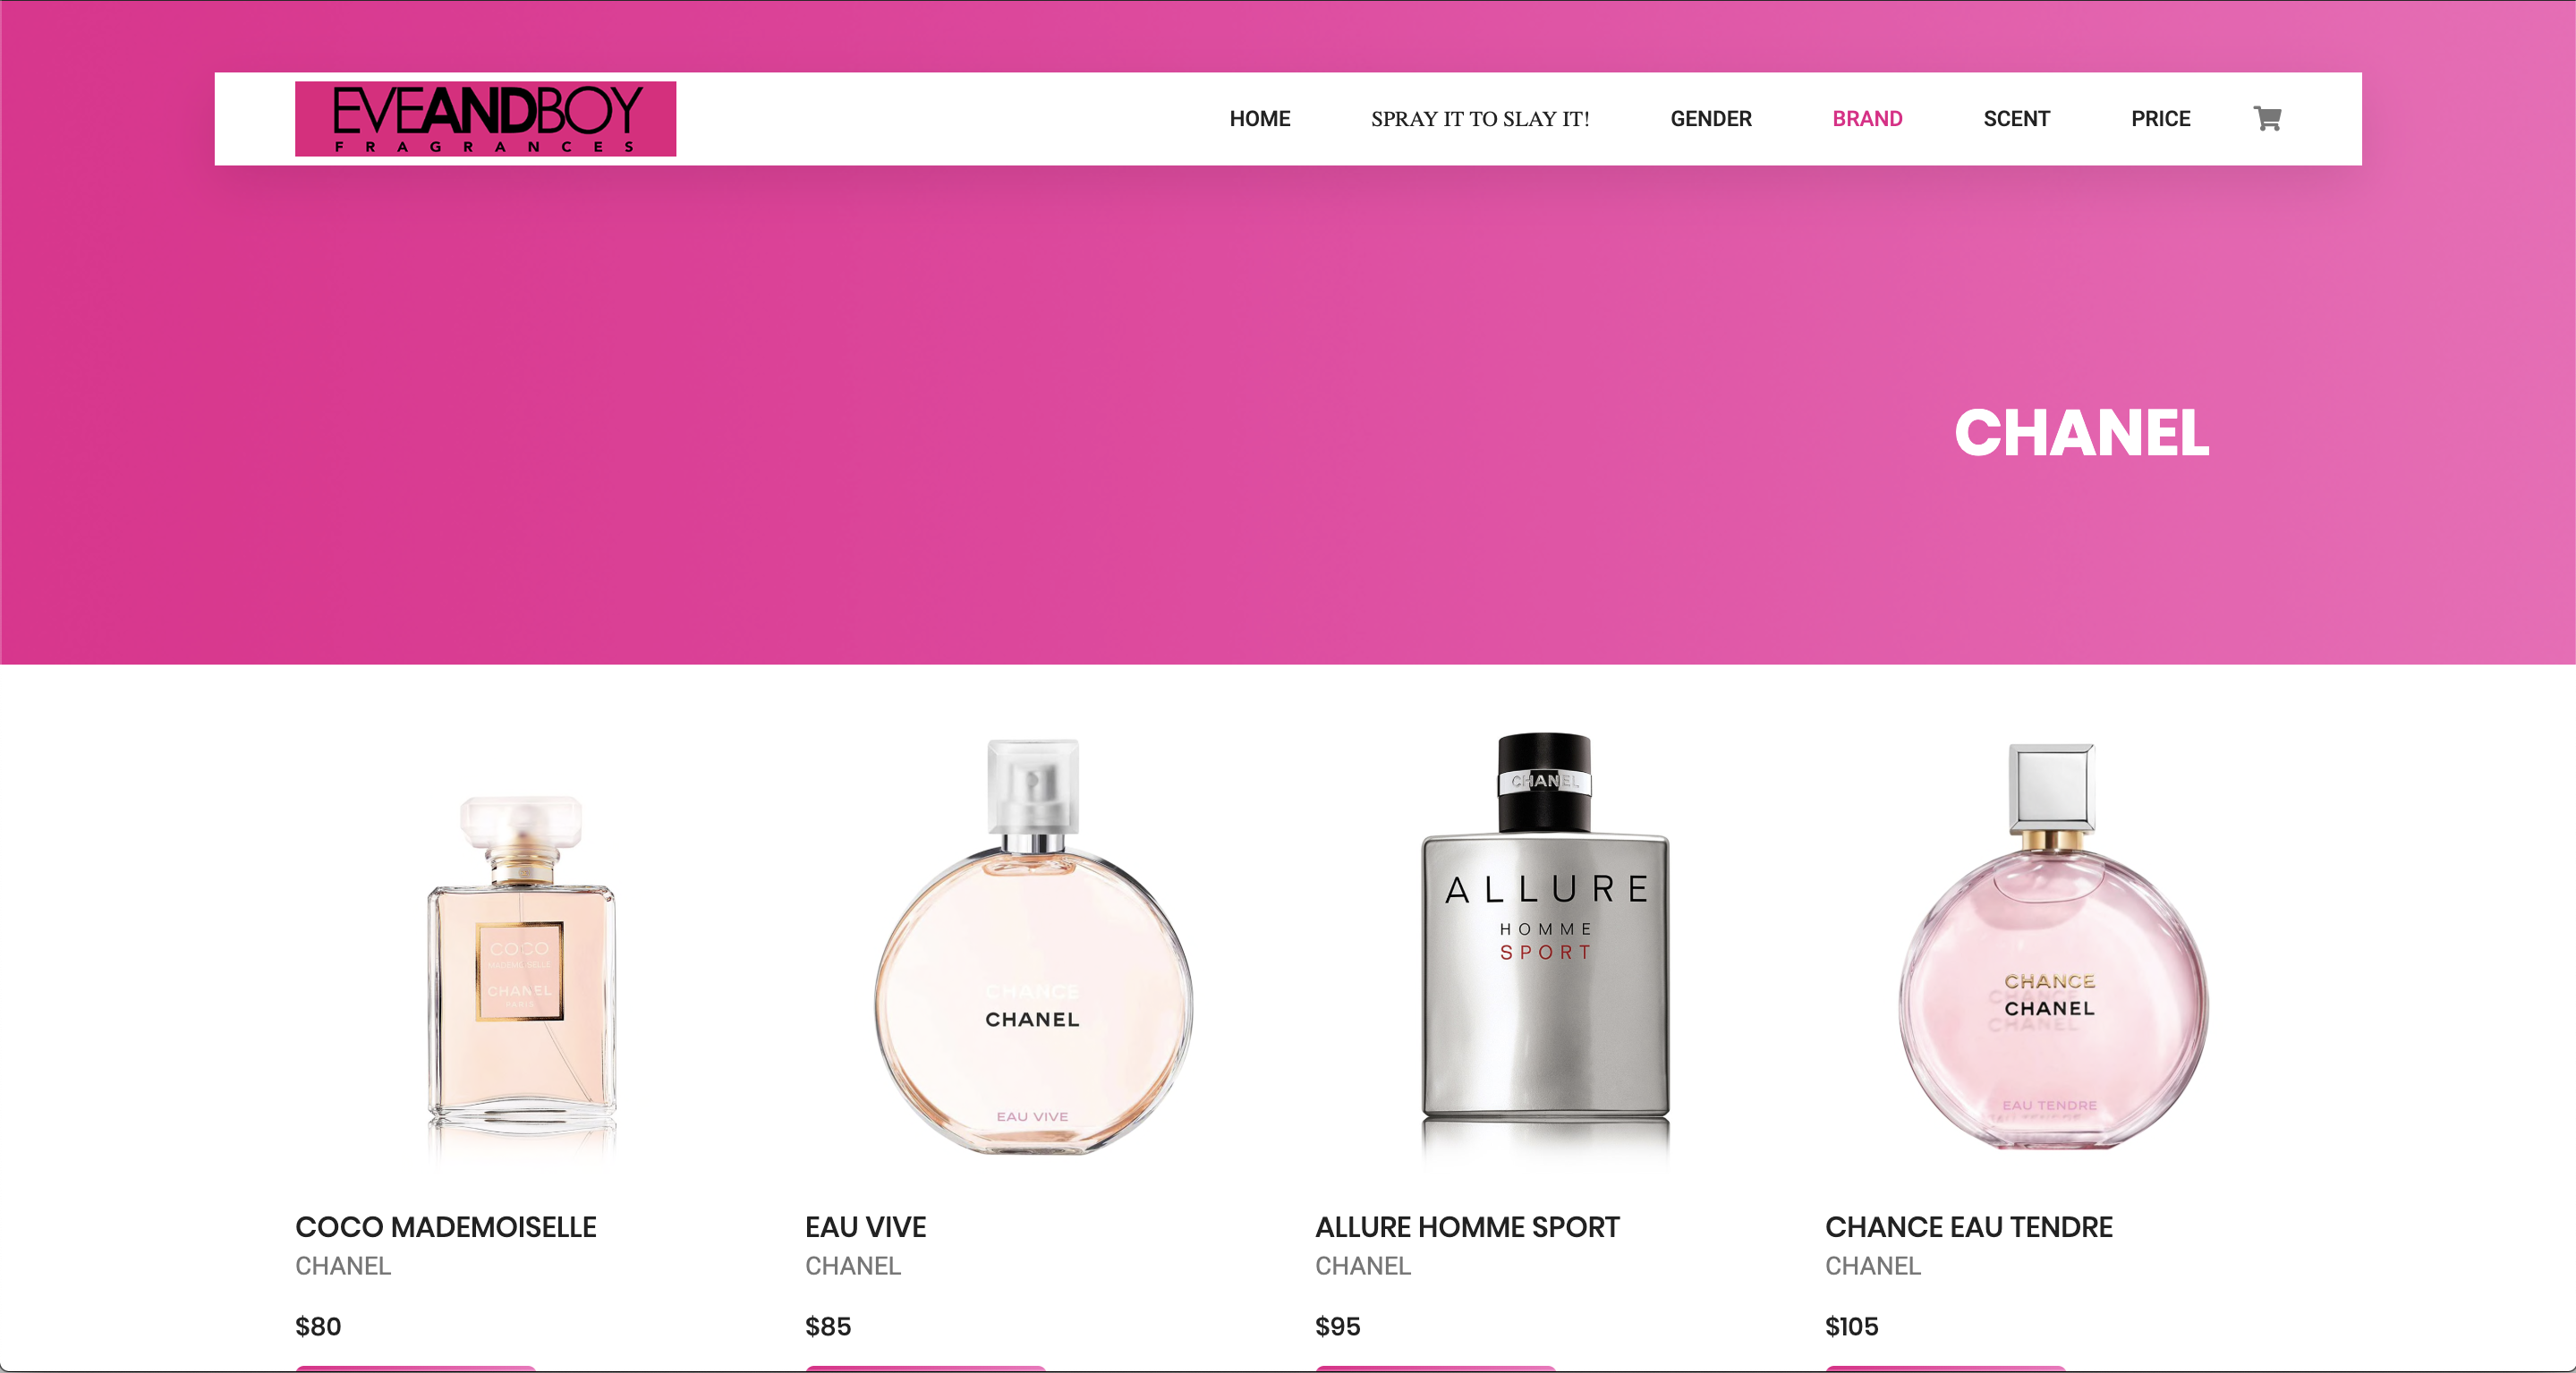 EVEANDBOY
FRAGRANCES
HOME SPRAY IT TO SLAY IT! GENDER BRAND SCENT PRICE
CHANEL
COCO
MADEMOISELLE
CHANEL
PARIS
CHANCE
CHANEL
EAU VIVE
CHANEL
ALLURE
HOMME
SPORT
CHANCE
CHANEL
EAU TENDRE
COCO MADEMOISELLE
CHANEL
$80
EAU VIVE
CHANEL
$85
ALLURE HOMME SPORT
CHANEL
$95
CHANCE EAU TENDRE
CHANEL
$105